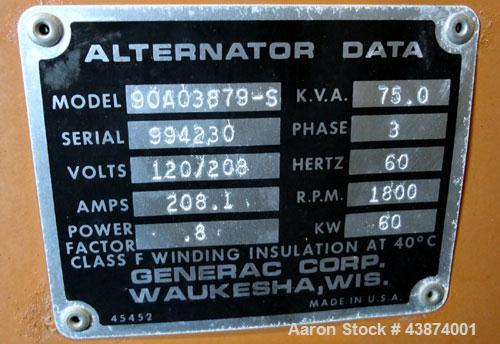 ALTERNATOR DATA
MODEL 90A03879-S K.V.A. 75.0
SERIAL 994230 PHASE 3
VOLTS 120/208 HERTZ 60
AMPS 208.1 R.P.M. 1800
POWER FACTOR .8 KW 60
CLASS F WINDING INSULATION AT 40°C
GENERAC CORP.
WAUKESHA, WIS.
MADE IN U.S.A.
45452
Aaron Stock # 43874001